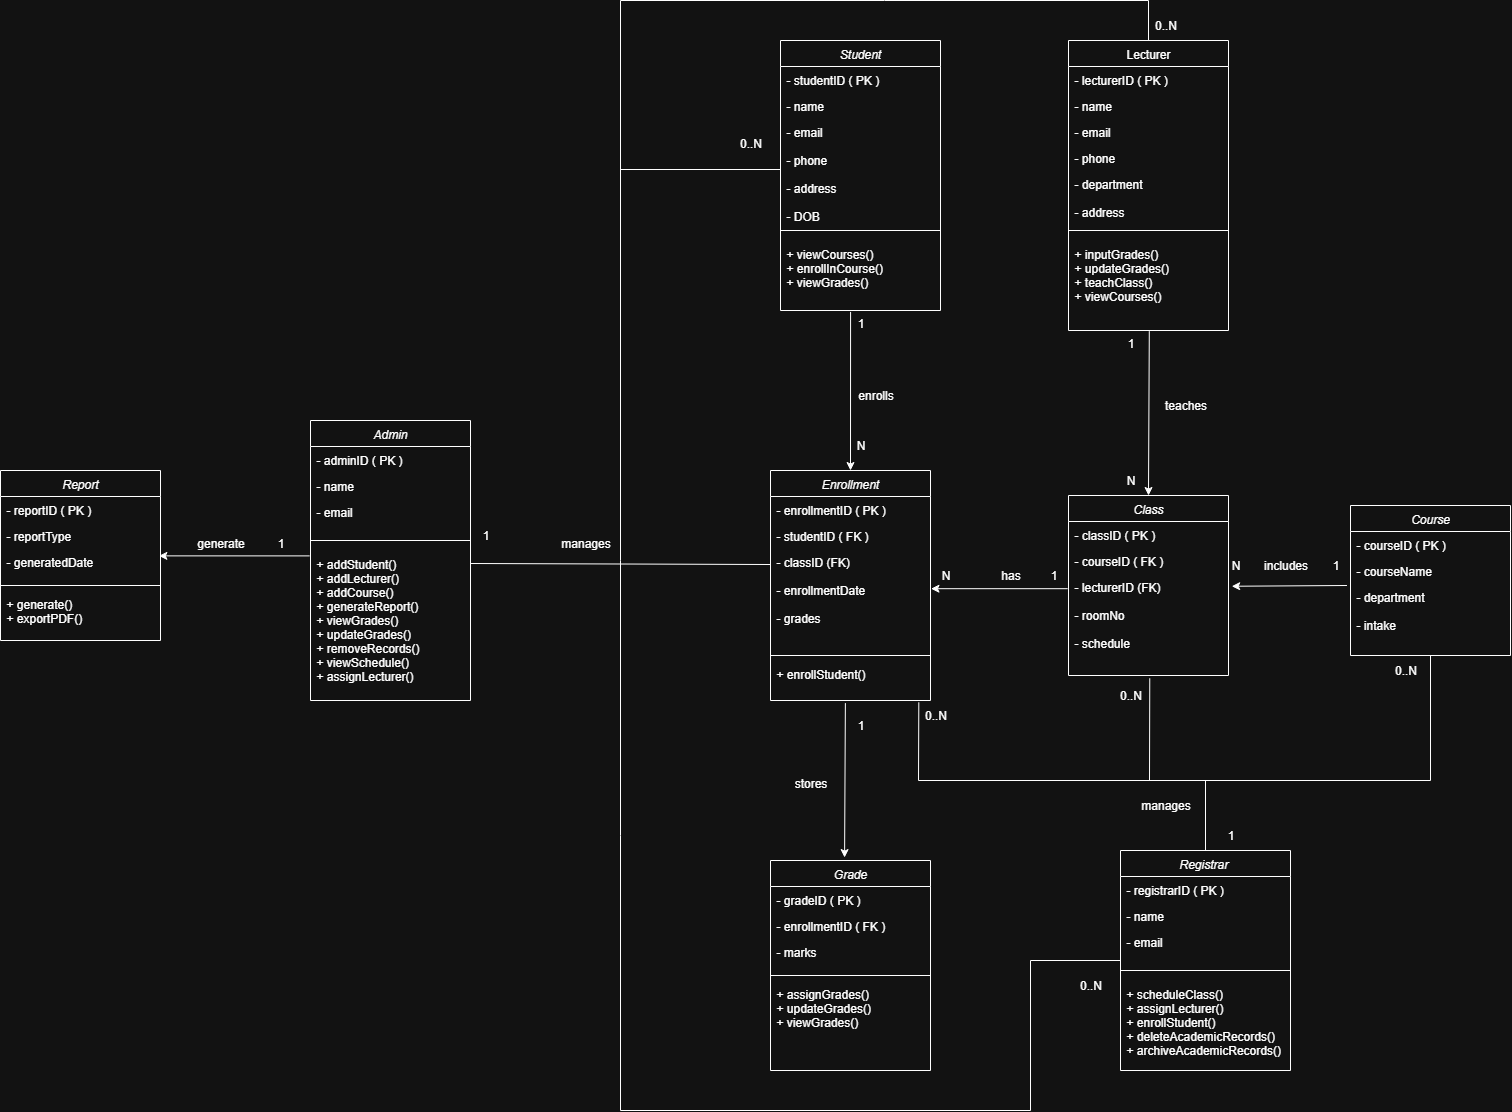 0..N
Student
- studentID ( PK )
- name
- email
- phone
- address
- DOB
+ viewCourses()
+ enrollInCourse()
+ viewGrades()
0..N
Lecturer
- lecturerID ( PK )
- name
- email
- phone
- department
- address
+ inputGrades()
+ updateGrades()
+ teachClass()
+ viewCourses()
1
enrolls
N
1
teaches
N
Report
- reportID ( PK )
- reportType
- generatedDate
+ generate()
+ exportPDF()
generate
1
Admin
- adminID ( PK )
- name
- email
+ addStudent()
+ addLecturer()
+ addCourse()
+ generateReport()
+ viewGrades()
+ updateGrades()
+ removeRecords()
+ viewSchedule()
+ assignLecturer()
1
manages
Enrollment
- enrollmentID ( PK )
- studentID ( FK )
- classID (FK)
- enrollmentDate
- grades
+ enrollStudent()
N
has
1
Class
- classID ( PK )
- courseID ( FK )
- lecturerID (FK)
- roomNo
- schedule
N
includes
1
Course
- courseID ( PK )
- courseName
- department
- intake
0..N
0..N
0..N
1
stores
manages
1
Grade
- gradeID ( PK )
- enrollmentID ( FK )
- marks
+ assignGrades()
+ updateGrades()
+ viewGrades()
0..N
Registrar
- registrarID ( PK )
- name
- email
+ scheduleClass()
+ assignLecturer()
+ enrollStudent()
+ deleteAcademicRecords()
+ archiveAcademicRecords()